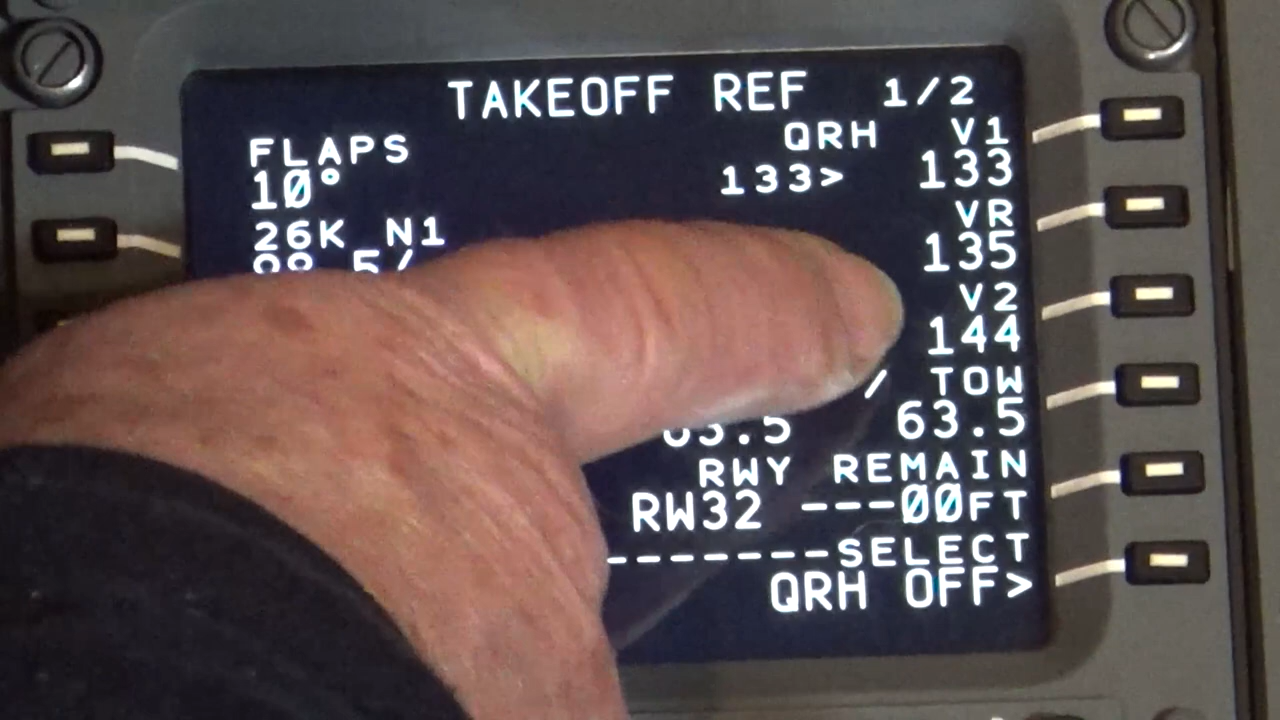 TAKEOFF REF 1/2
FLAPS QRH V1
10° 133> 133
26K N1 VR
135
V2
144
/ TOW
63.5 63.5
RWY REMAIN
RW32 ---00FT
-------SELECT
QRH OFF>